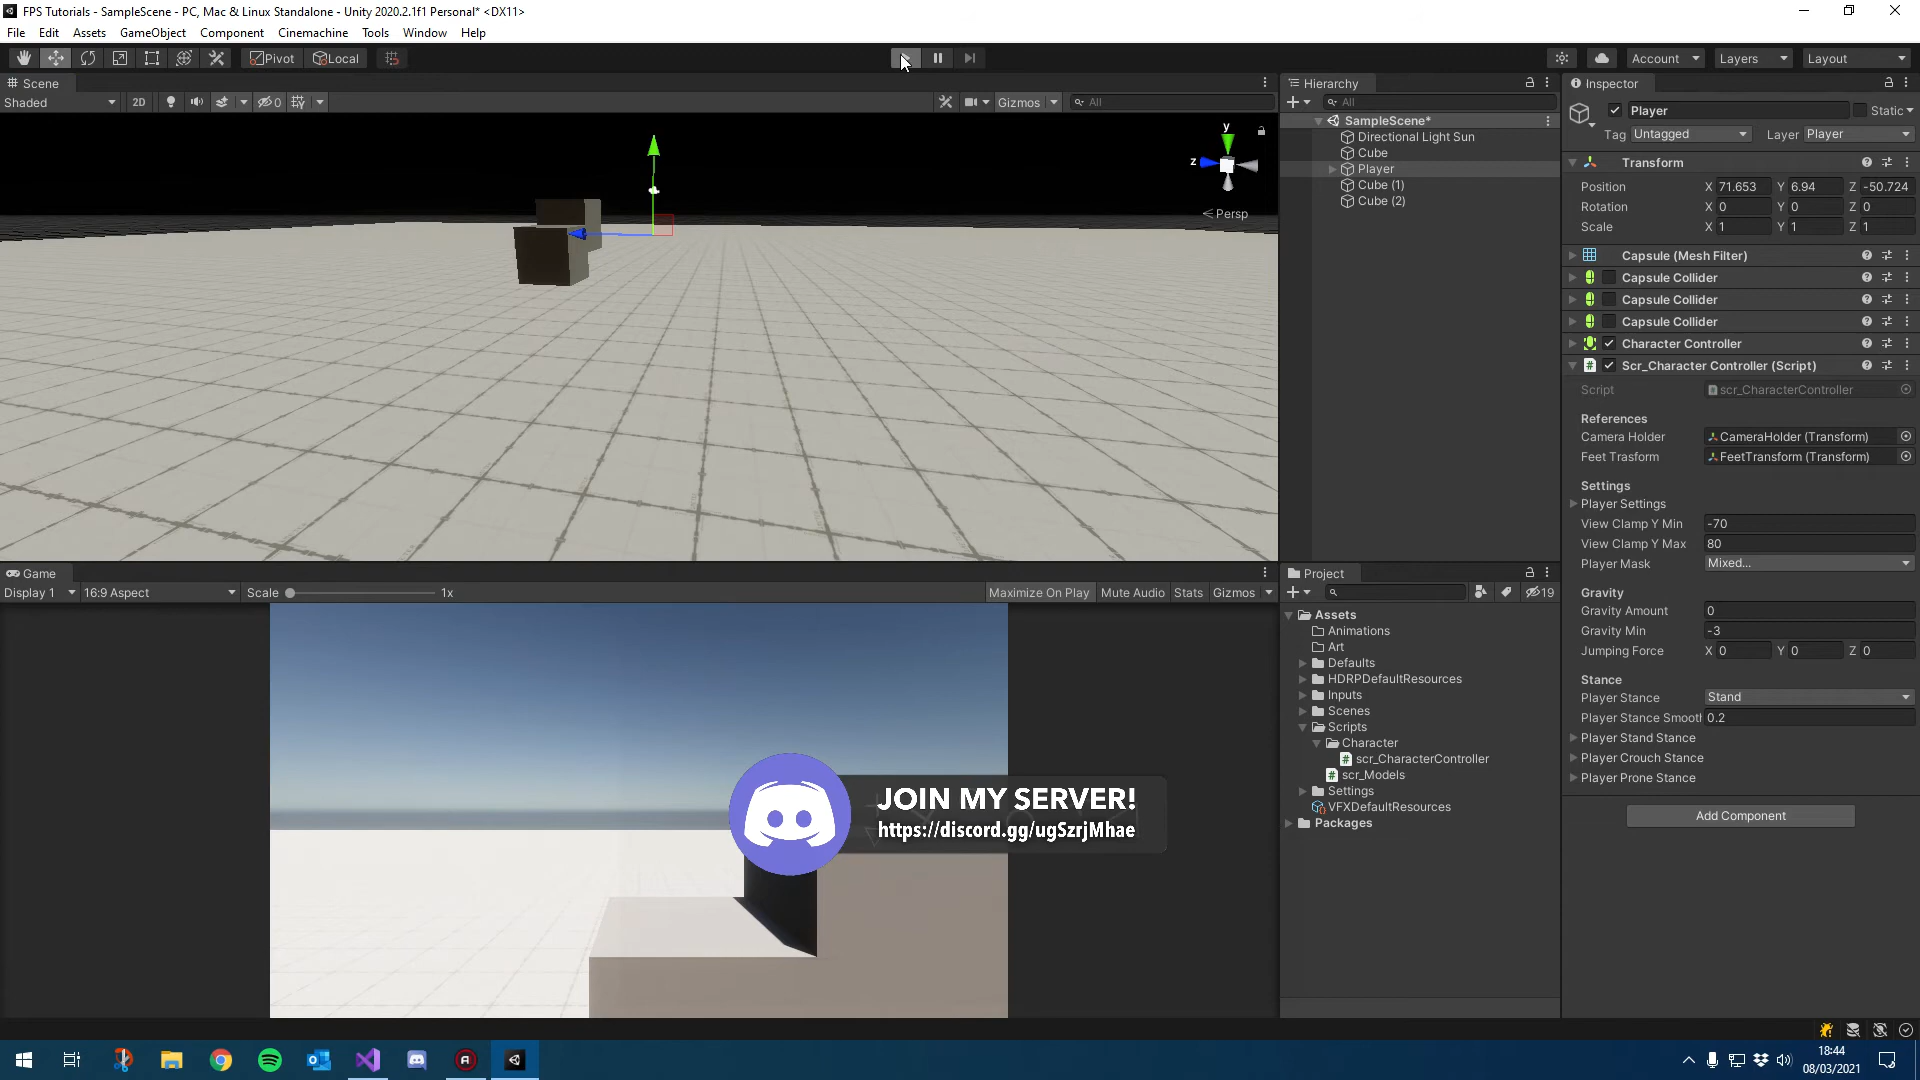 FPS Tutorials - SampleScene - PC, Mac & Linux Standalone - Unity 2020.2.1f1 Personal* <DX11>
File Edit Assets GameObject Component Cinemachine Tools Window Help
Pivot Local Account Layers Layout
Scene
Shaded 2D 0 Gizmos All
y
z
< Persp
Game
Display 1 16:9 Aspect Scale 1x Maximize On Play Mute Audio Stats Gizmos
JOIN MY SERVER!
https://discord.gg/ugSzrjMhae
Hierarchy
All
SampleScene*
Directional Light Sun
Cube
Player
Cube (1)
Cube (2)
Project
19
Assets
Animations
Art
Defaults
HDRPDefaultResources
Inputs
Scenes
Scripts
Character
scr_CharacterController
scr_Models
Settings
VFXDefaultResources
Packages
Inspector
Player Static
Tag Untagged Layer Player
Transform
Position X 71.653 Y 6.94 Z -50.724
Rotation X 0 Y 0 Z 0
Scale X 1 Y 1 Z 1
Capsule (Mesh Filter)
Capsule Collider
Capsule Collider
Capsule Collider
Character Controller
Scr_Character Controller (Script)
Script scr_CharacterController
References
Camera Holder CameraHolder (Transform)
Feet Trasform FeetTransform (Transform)
Settings
Player Settings
View Clamp Y Min -70
View Clamp Y Max 80
Player Mask Mixed...
Gravity
Gravity Amount 0
Gravity Min -3
Jumping Force X 0 Y 0 Z 0
Stance
Player Stance Stand
Player Stance Smoot 0.2
Player Stand Stance
Player Crouch Stance
Player Prone Stance
Add Component
18:44
08/03/2021